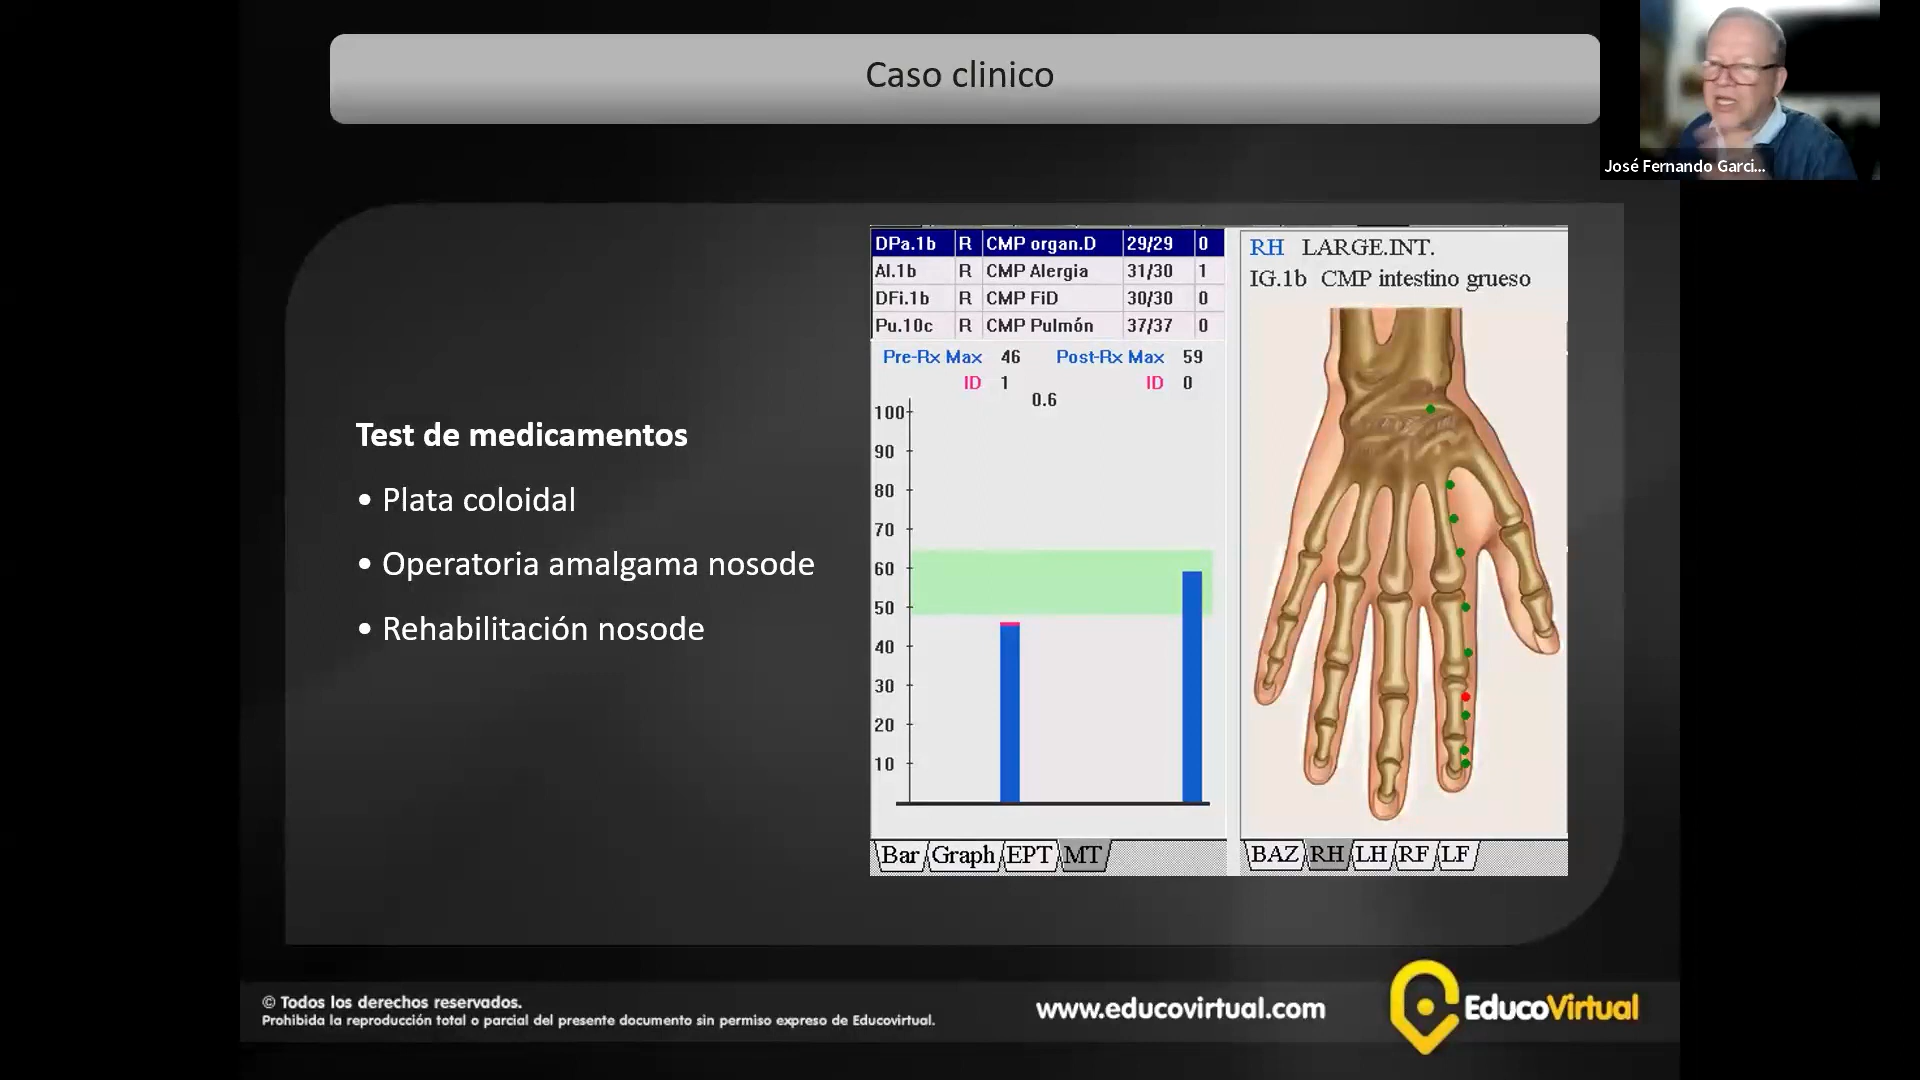 Caso clinico
José Fernando Garci...
Test de medicamentos
• Plata coloidal
• Operatoria amalgama nosode
• Rehabilitación nosode
DPa.1b R CMP organ.D 29/29 0
Al.1b R CMP Alergia 31/30 1
DFi.1b R CMP FiD 30/30 0
Pu.10c R CMP Pulmón 37/37 0
Pre-Rx Max 46 Post-Rx Max 59
ID 1 ID 0
0.6
100
90
80
70
60
50
40
30
20
10
Bar Graph EPT MT
RH LARGE.INT.
IG.1b CMP intestino grueso
BAZ RH LH RF LF
© Todos los derechos reservados.
Prohibida la reproducción total o parcial del presente documento sin permiso expreso de Educovirtual.
www.educovirtual.com
EducoVirtual